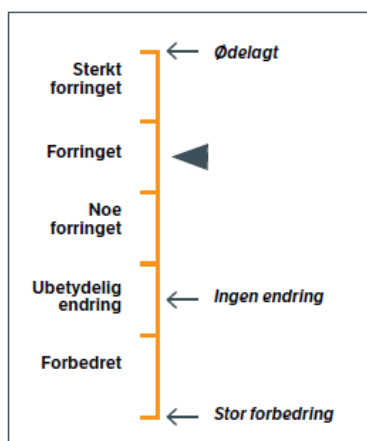 Ødelagt
Sterkt
forringet
Forringet
Noe
forringet
Ubetydelig
endring
Ingen endring
Forbedret
Stor forbedring